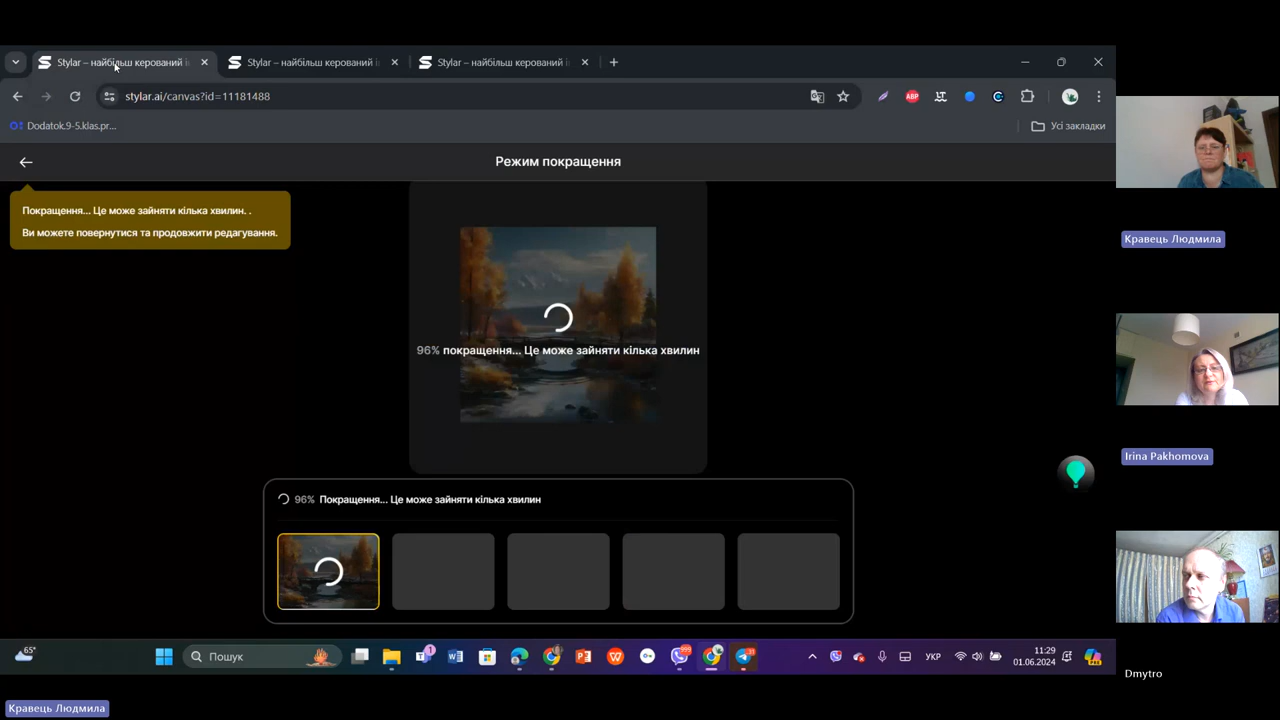 Stylar – найбільш керований і
Stylar – найбільш керований і
Stylar – найбільш керований і
stylar.ai/canvas?id=11181488
ABP
Dodatok.9-5.klas.pr...
Усі закладки
Режим покращення
Покращення... Це може зайняти кілька хвилин. .
Ви можете повернутися та продовжити редагування.
96% покращення... Це може зайняти кілька хвилин
96% Покращення... Це може зайняти кілька хвилин
Кравець Людмила
Irina Pakhomova
Dmytro
65°
Пошук
УКР
11:29
01.06.2024
Кравець Людмила